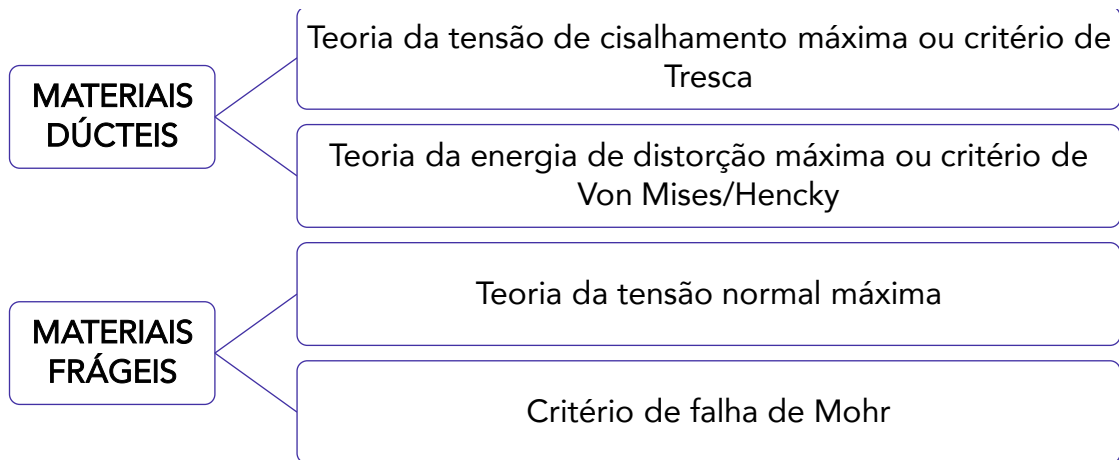 MATERIAIS
DÚCTEIS
Teoria da tensão de cisalhamento máxima ou critério de
Tresca
Teoria da energia de distorção máxima ou critério de
Von Mises/Hencky
MATERIAIS
FRÁGEIS
Teoria da tensão normal máxima
Critério de falha de Mohr